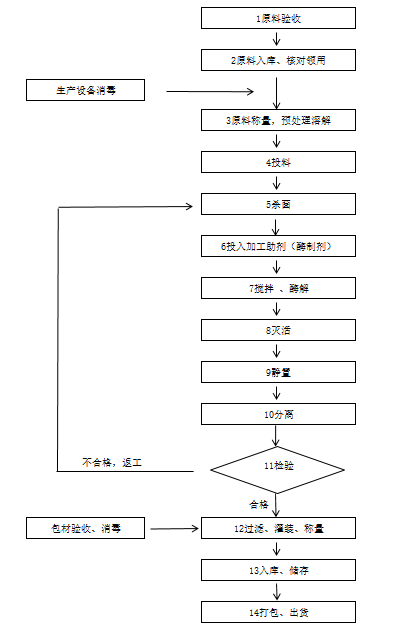 1原料验收
2原料入库、核对领用
生产设备消毒
3原料称量，预处理溶解
4投料
5杀菌
6投入加工助剂（酶制剂）
7搅拌 、酶解
8灭活
9静置
10分离
11检验
不合格，返工
合格
包材验收、消毒
12过滤、灌装、称量
13入库、储存
14打包、出货